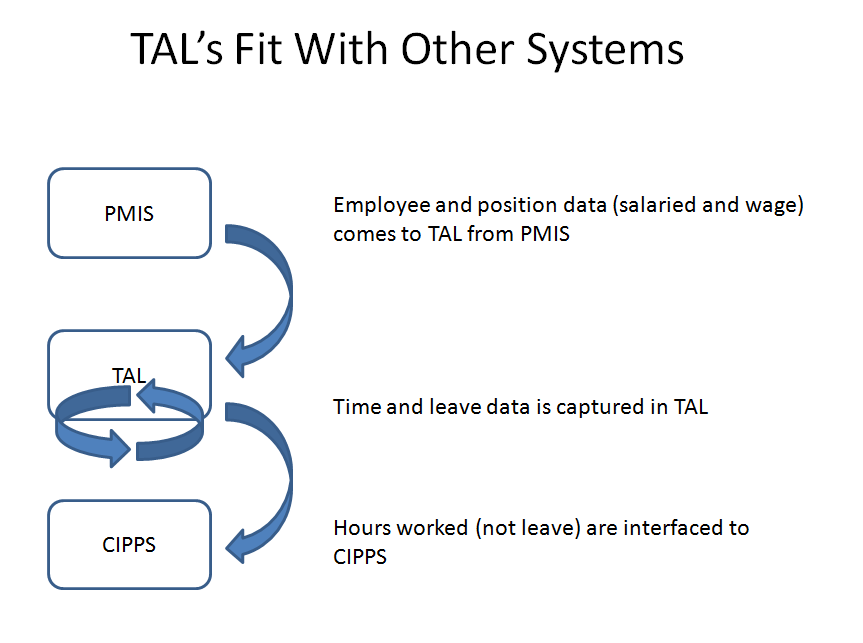 TAL’s Fit With Other Systems
PMIS
Employee and position data (salaried and wage)
comes to TAL from PMIS
TAL
Time and leave data is captured in TAL
CIPPS
Hours worked (not leave) are interfaced to
CIPPS